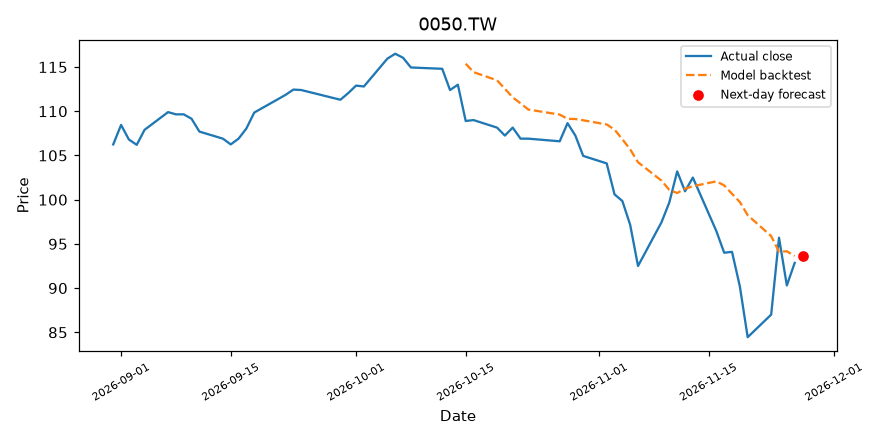 0050.TW
Actual close
Model backtest
Next-day forecast
Price
115
110
105
100
95
90
85
2026-09-01
2026-09-15
2026-10-01
2026-10-15
2026-11-01
2026-11-15
2026-12-01
Date